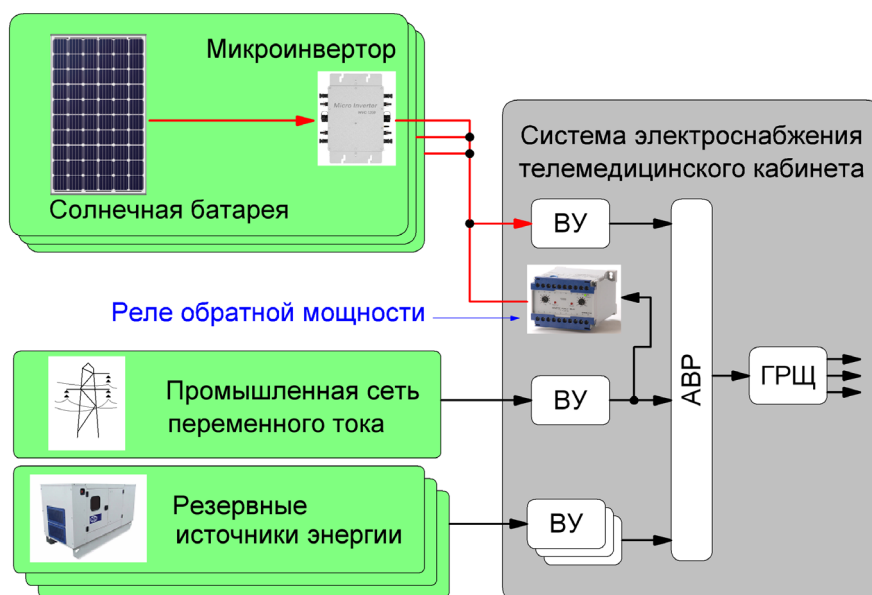 Микроинвертор
Micro Invertor
Солнечная батарея
Система электроснабжения
телемедицинского кабинета
ВУ
Реле обратной мощности
Промышленная сеть
переменного тока
ВУ
АВР
ГРЩ
Резервные
источники энергии
ВУ